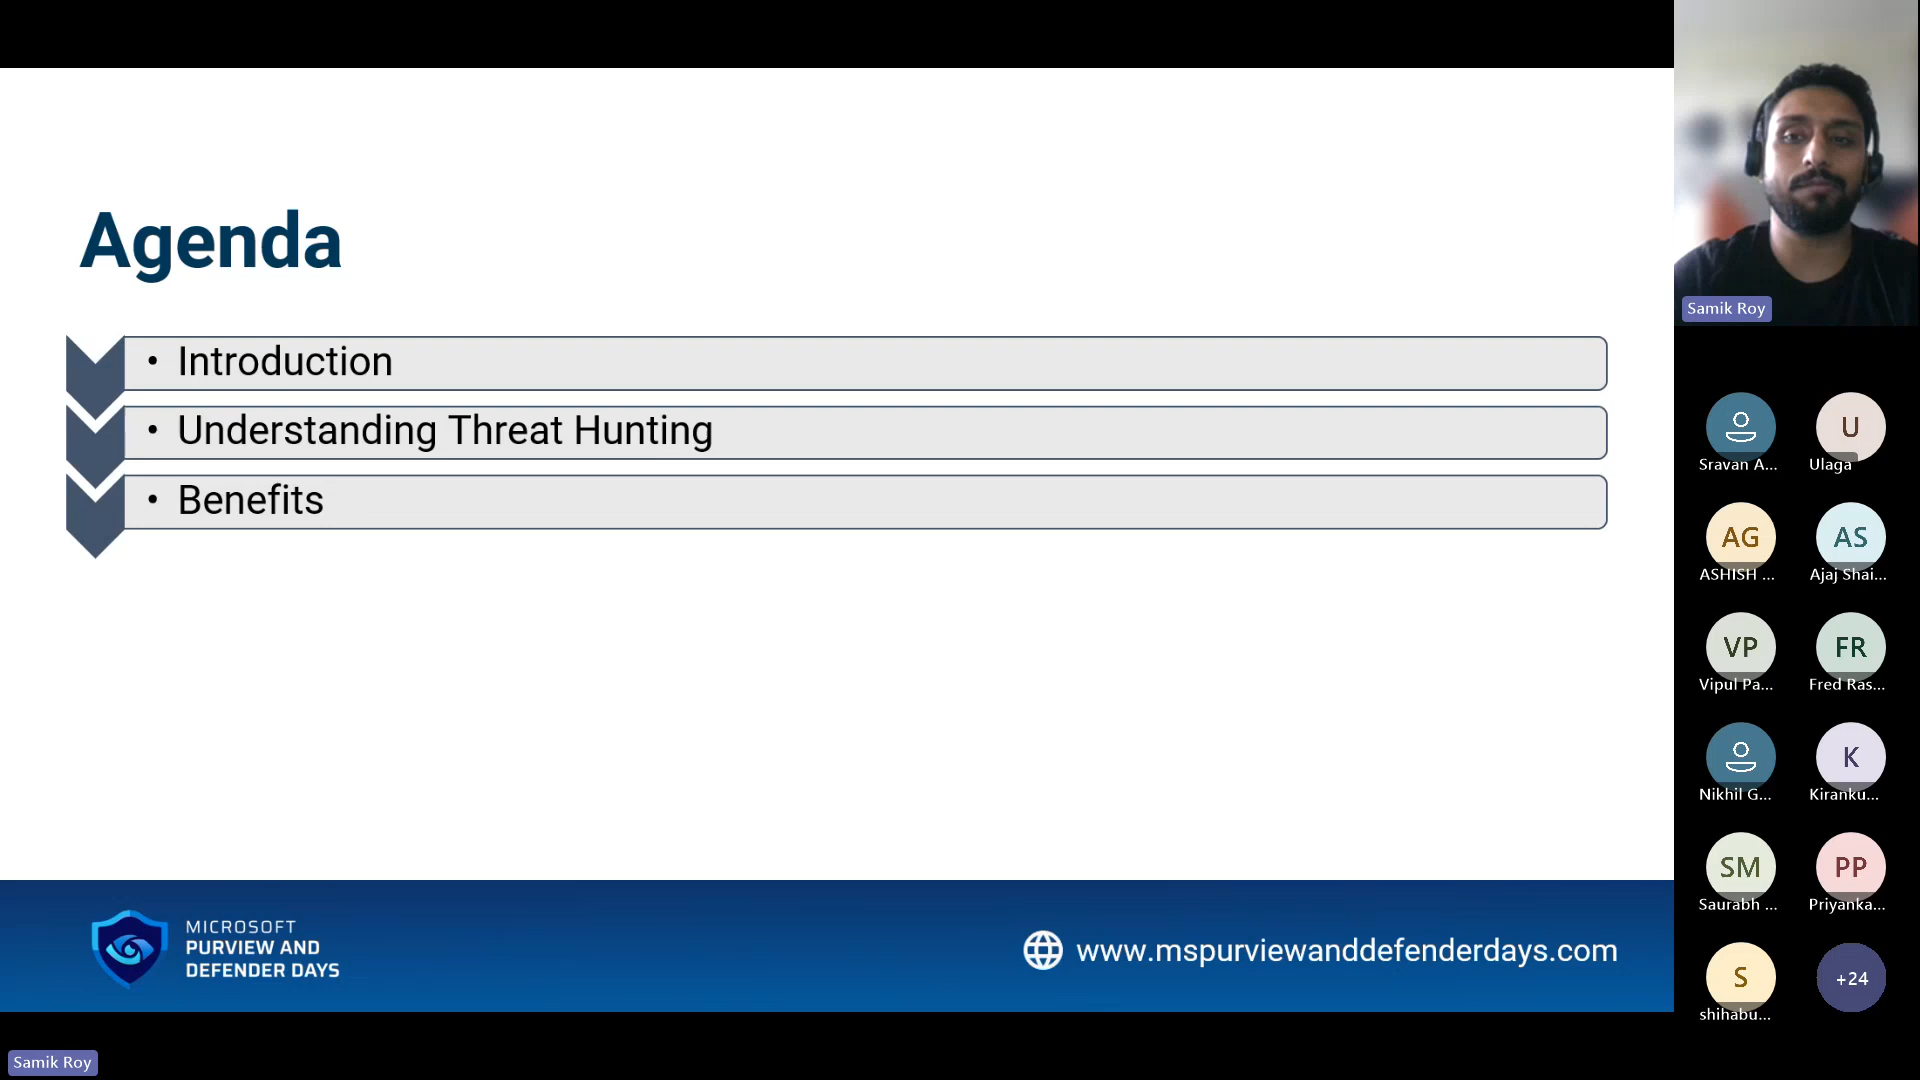 Agenda
• Introduction
• Understanding Threat Hunting
• Benefits
MICROSOFT
PURVIEW AND
DEFENDER DAYS
www.mspurviewanddefenderdays.com
Samik Roy
Samik Roy
U
Sravan A...
Ulaga
AG
AS
ASHISH ...
Ajaj Shai...
VP
FR
Vipul Pa...
Fred Ras...
K
Nikhil G...
Kiranku...
SM
PP
Saurabh ...
Priyanka...
S
+24
shihabu...